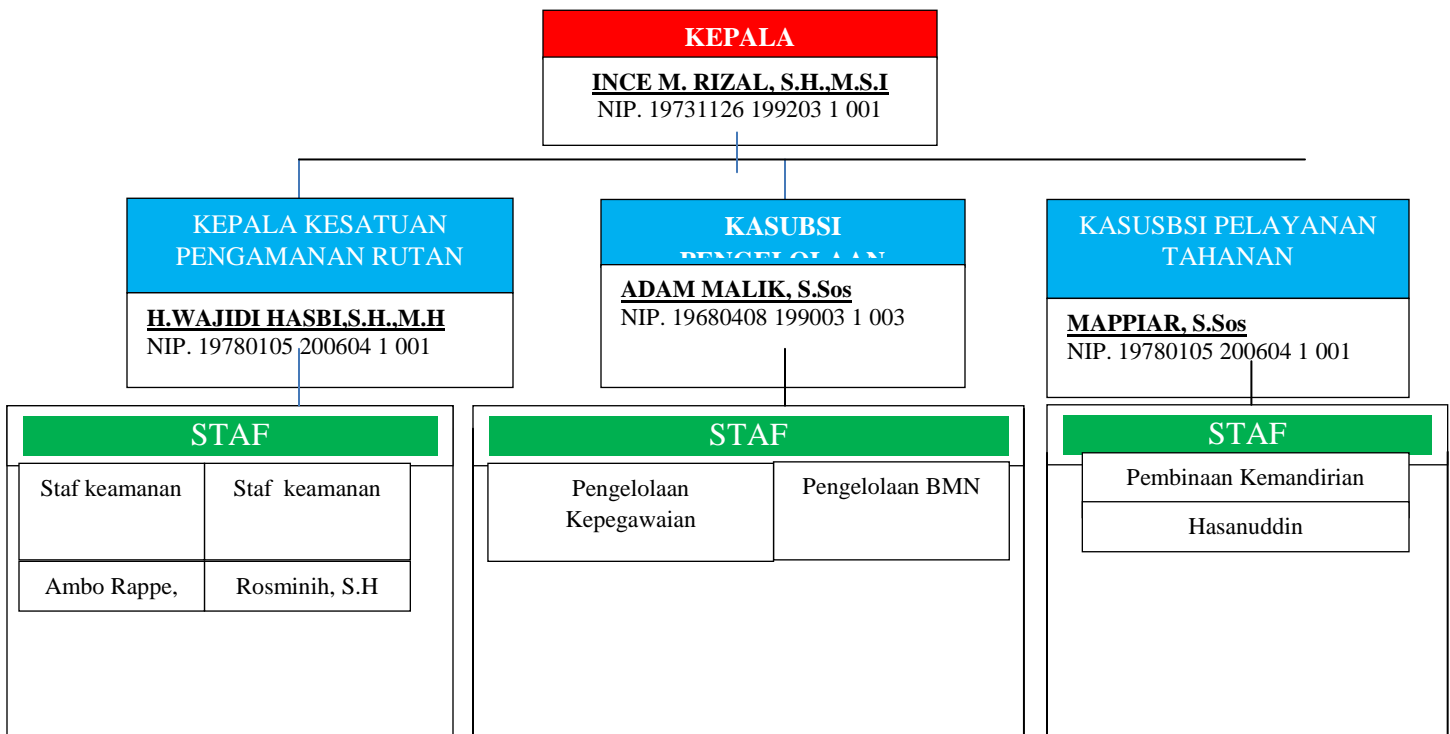 KEPALA
INCE M. RIZAL, S.H.,M.S.I
NIP. 19731126 199203 1 001
KEPALA KESATUAN
PENGAMANAN RUTAN
H.WAJIDI HASBI,S.H.,M.H
NIP. 19780105 200604 1 001
KASUBSI
PENGELOLAAN
ADAM MALIK, S.Sos
NIP. 19680408 199003 1 003
KASUSBSI PELAYANAN
TAHANAN
MAPPIAR, S.Sos
NIP. 19780105 200604 1 001
STAF
Staf keamanan
Staf keamanan
Ambo Rappe,
Rosminih, S.H
STAF
Pengelolaan
Kepegawaian
Pengelolaan BMN
STAF
Pembinaan Kemandirian
Hasanuddin